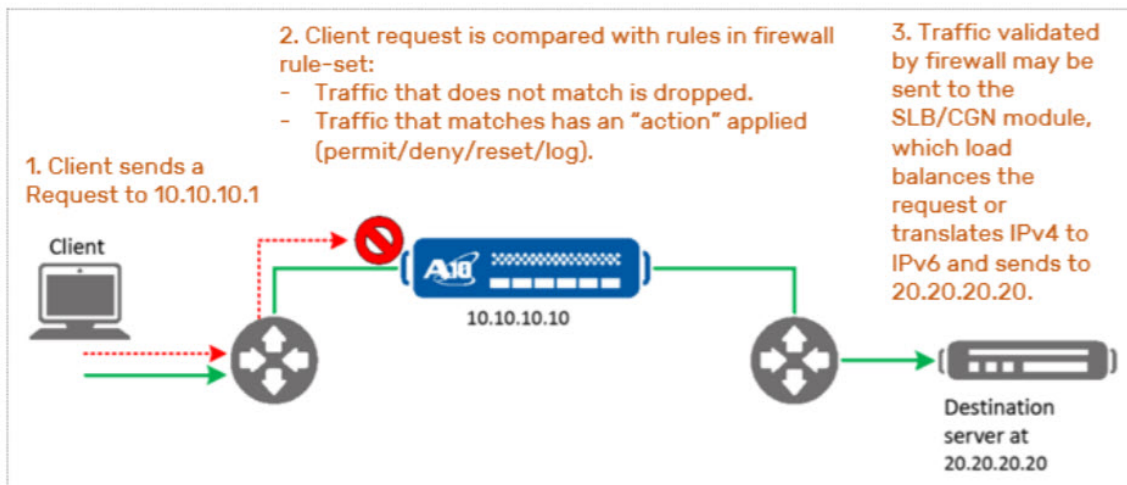 1. Client sends a
Request to 10.10.10.1
Client
2. Client request is compared with rules in firewall
rule-set:
- Traffic that does not match is dropped.
- Traffic that matches has an “action” applied
(permit/deny/reset/log).
A10
10.10.10.10
3. Traffic validated
by firewall may be
sent to the
SLB/CGN module,
which load
balances the
request or
translates IPv4 to
IPv6 and sends to
20.20.20.20.
Destination
server at
20.20.20.20